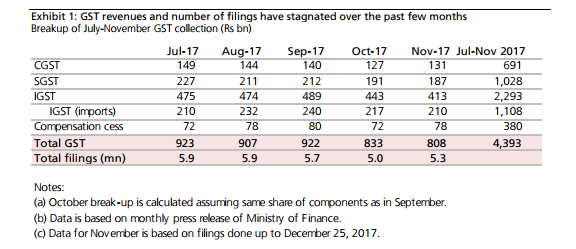 Exhibit 1: GST revenues and number of filings have stagnated over the past few months
Breakup of July-November GST collection (Rs bn)
Jul-17 Aug-17 Sep-17 Oct-17 Nov-17 Jul-Nov 2017
CGST 149 144 140 127 131 691
SGST 227 211 212 191 187 1,028
IGST 475 474 489 443 413 2,293
IGST (imports) 210 232 240 217 210 1,108
Compensation cess 72 78 80 72 78 380
Total GST 923 907 922 833 808 4,393
Total filings (mn) 5.9 5.9 5.7 5.0 5.3
Notes:
(a) October break-up is calculated assuming same share of components as in September.
(b) Data is based on monthly press release of Ministry of Finance.
(c) Data for November is based on filings done up to December 25, 2017.